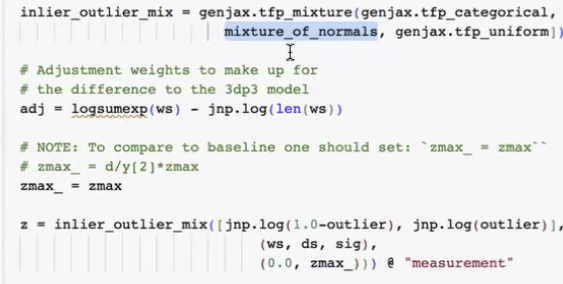 inlier_outlier_mix = genjax.tfp_mixture(genjax.tfp_categorical,
mixture_of_normals, genjax.tfp_uniform])
# Adjustment weights to make up for
# the difference to the 3dp3 model
adj = logsumexp(ws) - jnp.log(len(ws))
# NOTE: To compare to baseline one should set: `zmax_ = zmax``
# zmax_ = d/y[2]*zmax
zmax_ = zmax
z = inlier_outlier_mix([jnp.log(1.0-outlier), jnp.log(outlier)],
(ws, ds, sig),
(0.0, zmax_))) @ "measurement"